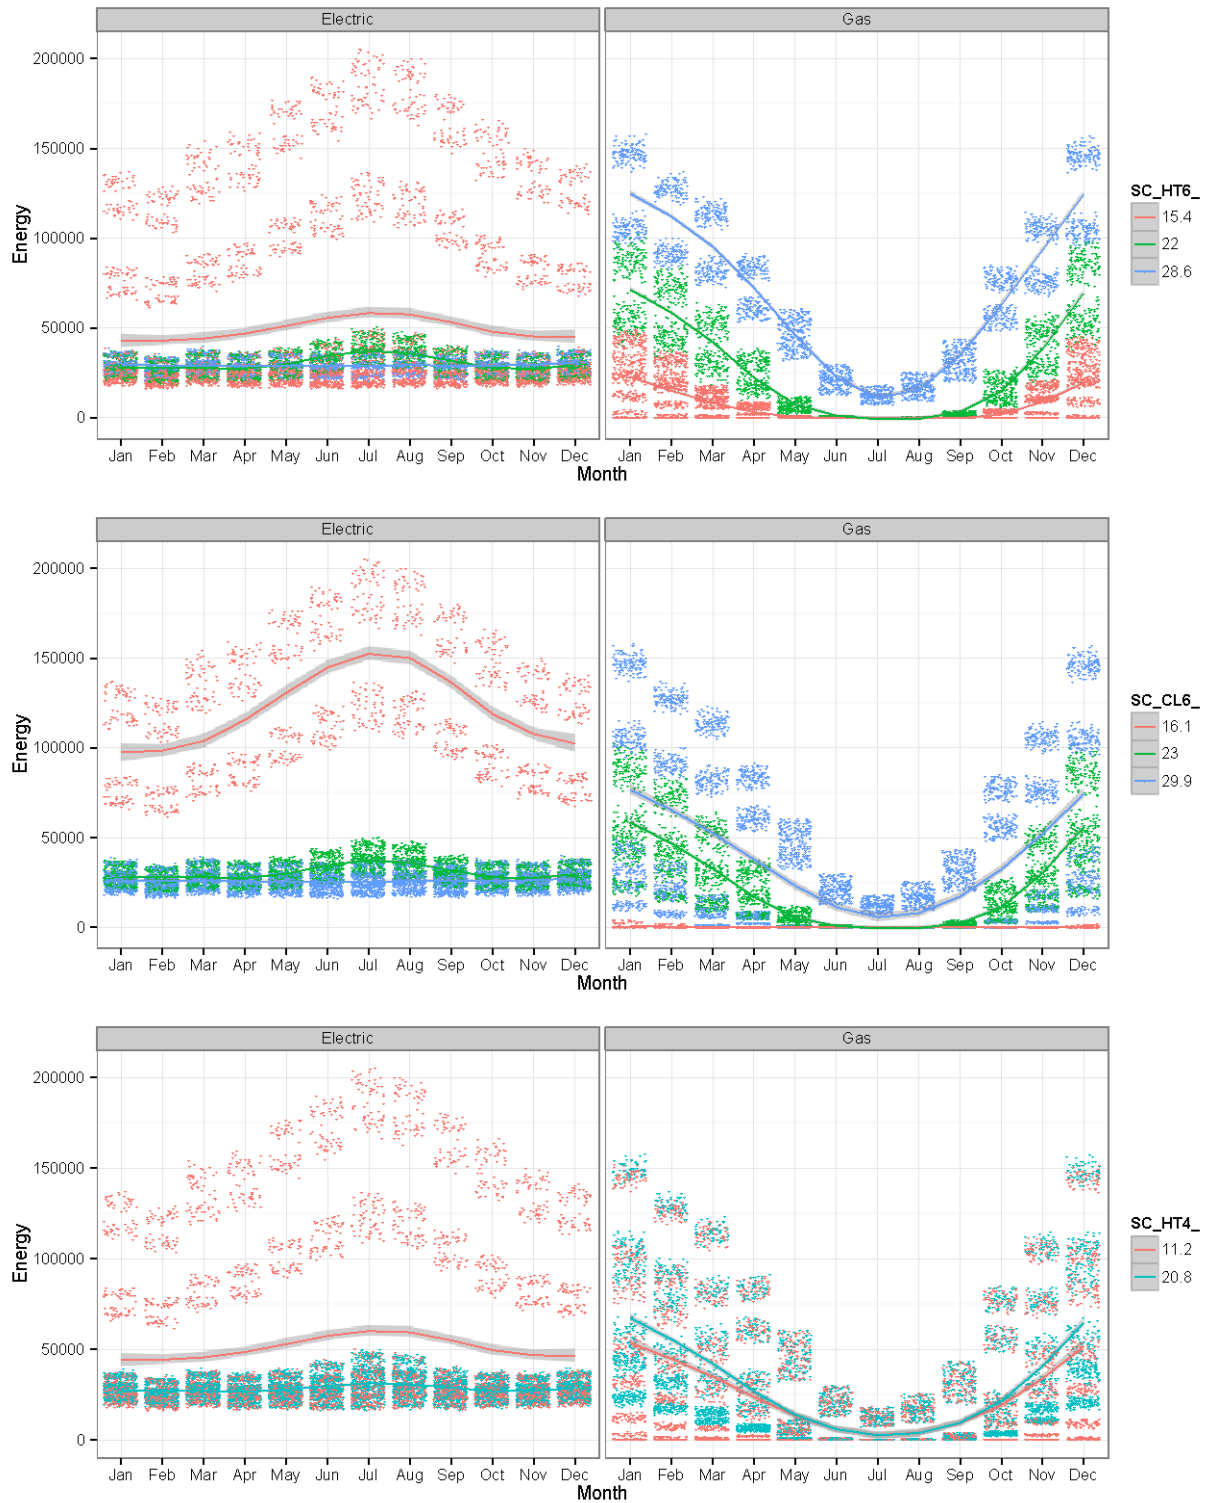 Electric Gas
200000
150000
100000
50000
0
Energy
Jan Feb Mar Apr May Jun Jul Aug Sep Oct Nov Dec Jan Feb Mar Apr May Jun Jul Aug Sep Oct Nov Dec
Month
SC_HT6_
15.4
22
28.6
Electric Gas
200000
150000
100000
50000
0
Energy
Jan Feb Mar Apr May Jun Jul Aug Sep Oct Nov Dec Jan Feb Mar Apr May Jun Jul Aug Sep Oct Nov Dec
Month
SC_CL6_
16.1
23
29.9
Electric Gas
200000
150000
100000
50000
0
Energy
Jan Feb Mar Apr May Jun Jul Aug Sep Oct Nov Dec Jan Feb Mar Apr May Jun Jul Aug Sep Oct Nov Dec
Month
SC_HT4_
11.2
20.8